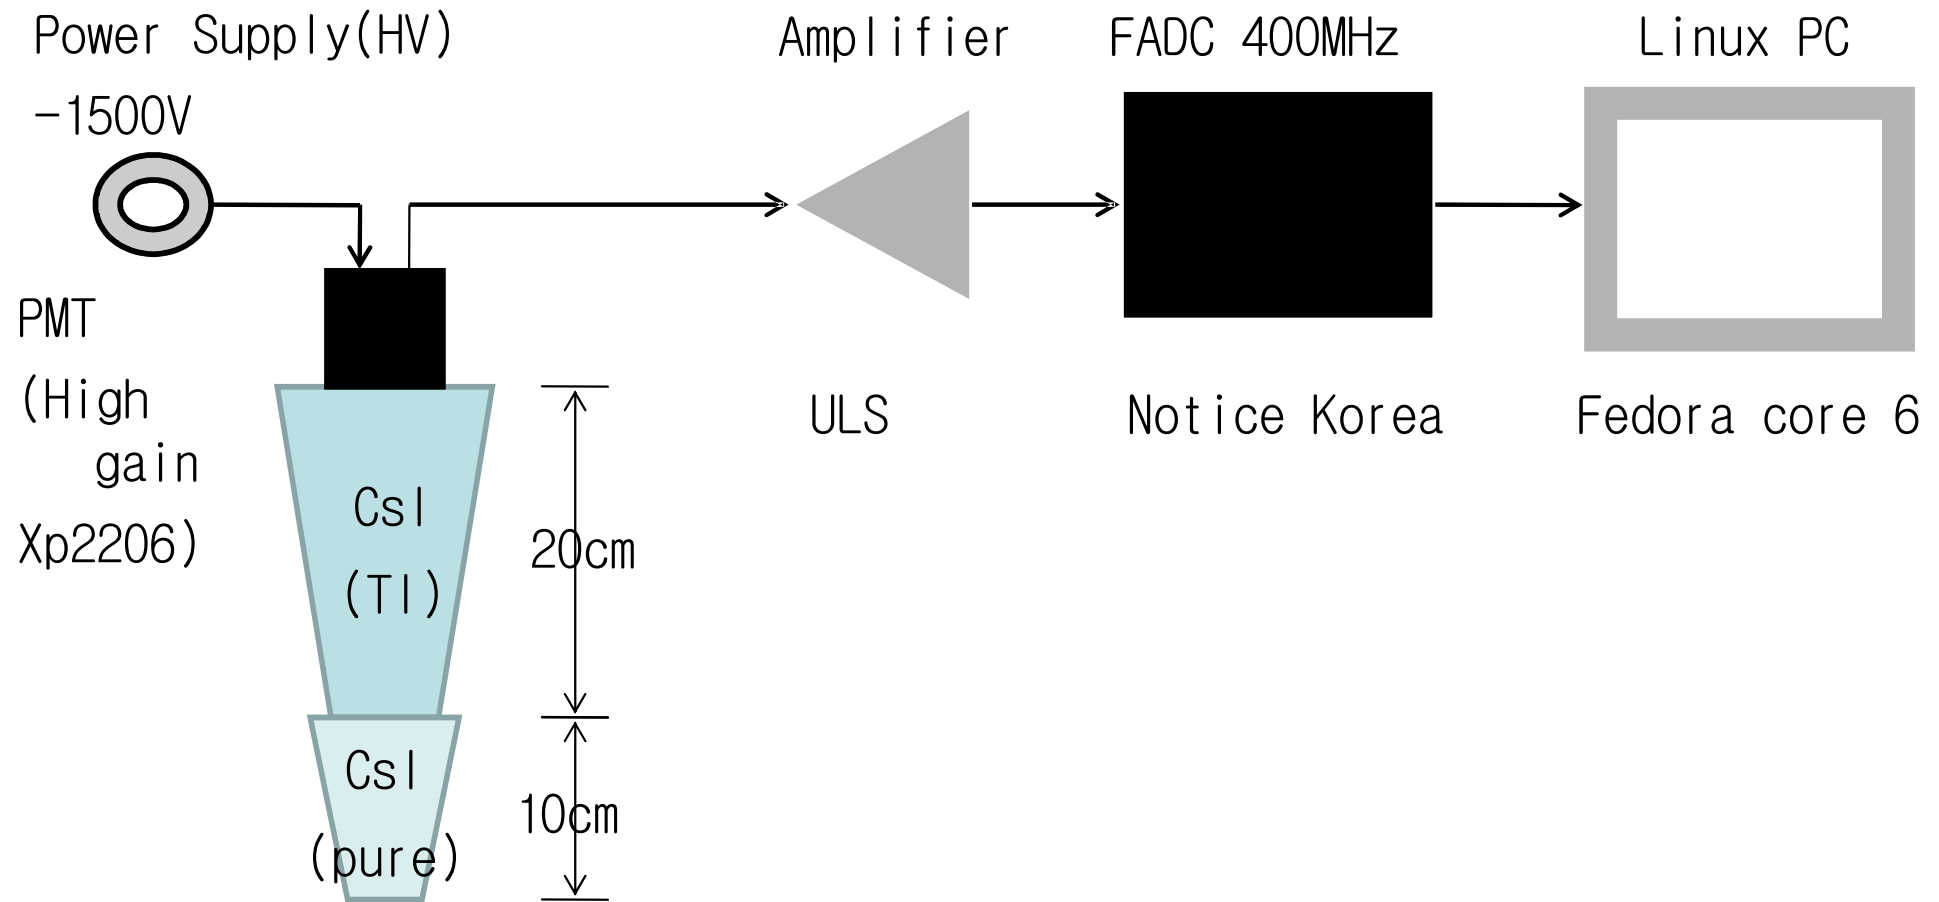 Power Supply(HV)
-1500V
Amplifier
FADC 400MHz
Linux PC
PMT
(High
gain
Xp2206)
ULS
Notice Korea
Fedora core 6
CsI
(Tl)
20cm
CsI
(pure)
10cm